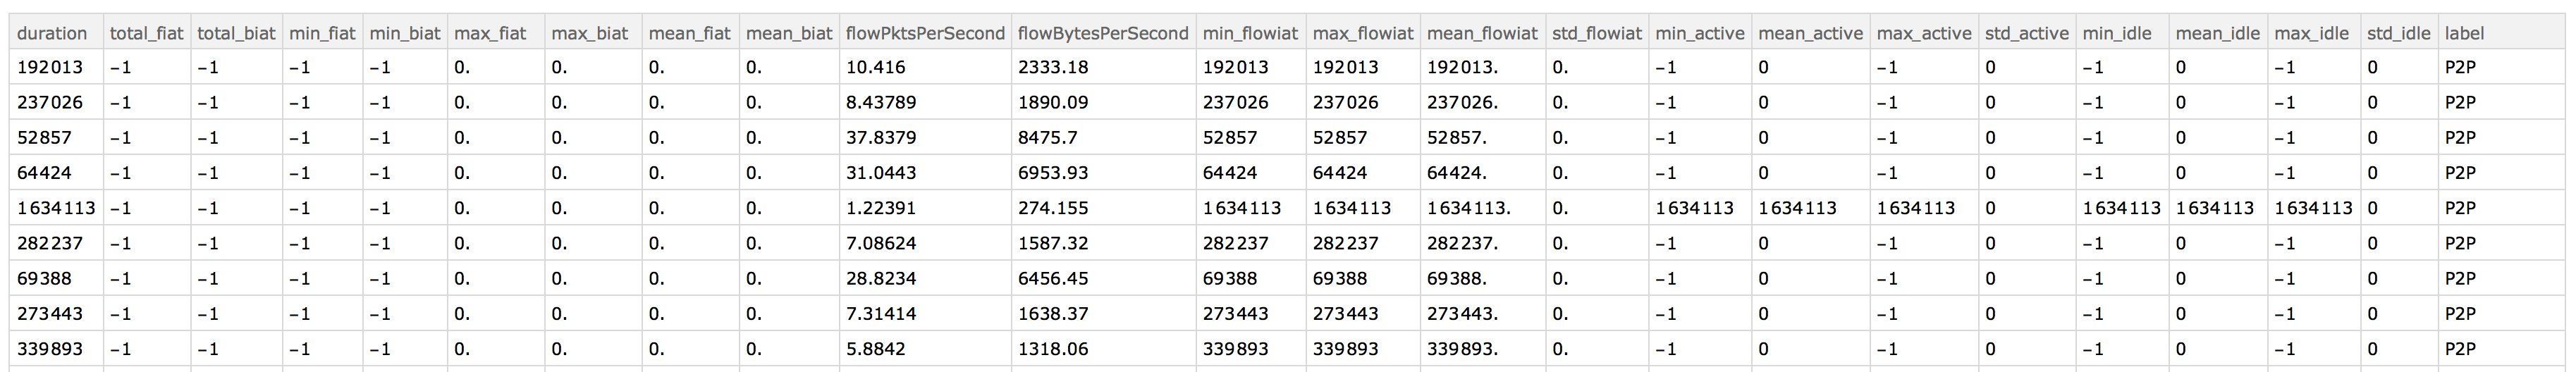 duration total_fiat total_biat min_fiat min_biat max_fiat max_biat mean_fiat mean_biat flowPktsPerSecond flowBytesPerSecond min_flowiat max_flowiat mean_flowiat std_flowiat min_active mean_active max_active std_active min_idle mean_idle max_idle std_idle label
192013 -1 -1 -1 -1 0. 0. 0. 0. 10.416 2333.18 192013 192013 192013. 0. -1 0 -1 0 -1 0 -1 0 P2P
237026 -1 -1 -1 -1 0. 0. 0. 0. 8.43789 1890.09 237026 237026 237026. 0. -1 0 -1 0 -1 0 -1 0 P2P
52857 -1 -1 -1 -1 0. 0. 0. 0. 37.8379 8475.7 52857 52857 52857. 0. -1 0 -1 0 -1 0 -1 0 P2P
64424 -1 -1 -1 -1 0. 0. 0. 0. 31.0443 6953.93 64424 64424 64424. 0. -1 0 -1 0 -1 0 -1 0 P2P
1634113 -1 -1 -1 -1 0. 0. 0. 0. 1.22391 274.155 1634113 1634113 1634113. 0. 1634113 1634113 1634113 0 1634113 1634113 1634113 0 P2P
282237 -1 -1 -1 -1 0. 0. 0. 0. 7.08624 1587.32 282237 282237 282237. 0. -1 0 -1 0 -1 0 -1 0 P2P
69388 -1 -1 -1 -1 0. 0. 0. 0. 28.8234 6456.45 69388 69388 69388. 0. -1 0 -1 0 -1 0 -1 0 P2P
273443 -1 -1 -1 -1 0. 0. 0. 0. 7.31414 1638.37 273443 273443 273443. 0. -1 0 -1 0 -1 0 -1 0 P2P
339893 -1 -1 -1 -1 0. 0. 0. 0. 5.8842 1318.06 339893 339893 339893. 0. -1 0 -1 0 -1 0 -1 0 P2P